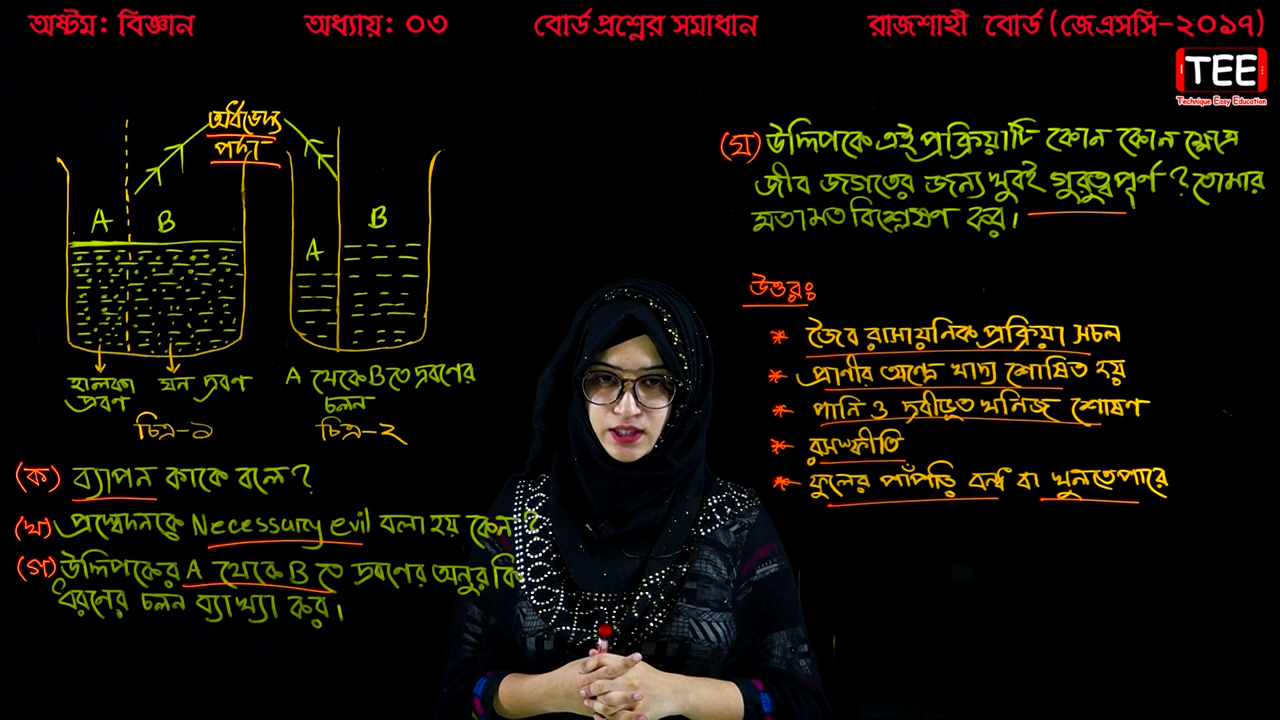 অষ্টম: বিজ্ঞান
অধ্যায়: ০৩
বোর্ড প্রশ্নের সমাধান
রাজশাহী বোর্ড (জেএসসি-২০১৭)
TEE
Technique Easy Education
অর্ধভেদ্য
পর্দা
A
B
A
B
হালকা
দ্রবণ
ঘন দ্রবণ
চিত্র-১
A থেকে B তে দ্রবণের
চলন
চিত্র-২
(ক) ব্যাপন কাকে বলে?
(খ) প্রস্বেদনকে Necessary evil বলা হয় কেন?
(গ) উদ্দিপকের A থেকে B তে দ্রবণের অনুর কি
ধরণের চলন ব্যাখ্যা কর।
(ঘ) উদ্দিপকে এই প্রক্রিয়াটি কোন কোন ক্ষেত্রে
জীব জগতের জন্য খুবই গুরুত্বপূর্ণ? তোমার
মতামত বিশ্লেষণ কর।
উত্তরঃ
* জৈব রাসায়নিক প্রক্রিয়া সচল
* প্রাণীর অন্ত্রে খাদ্য শোষিত হয়
* পানি ও দ্রবীভূত খনিজ শোষণ
* রসস্ফীতি
* ফুলের পাঁপড়ি বন্ধ বা খুলতে পারে